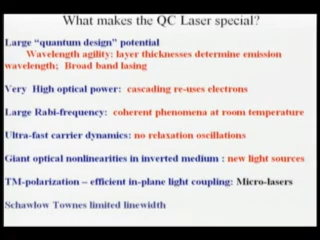 What makes the QC Laser special?
Large “quantum design” potential
Wavelength agility: layer thicknesses determine emission
wavelength; Broad band lasing
Very High optical power: cascading re-uses electrons
Large Rabi-frequency: coherent phenomena at room temperature
Ultra-fast carrier dynamics: no relaxation oscillations
Giant optical nonlinearities in inverted medium : new light sources
TM-polarization – efficient in-plane light coupling: Micro-lasers
Schawlow Townes limited linewidth